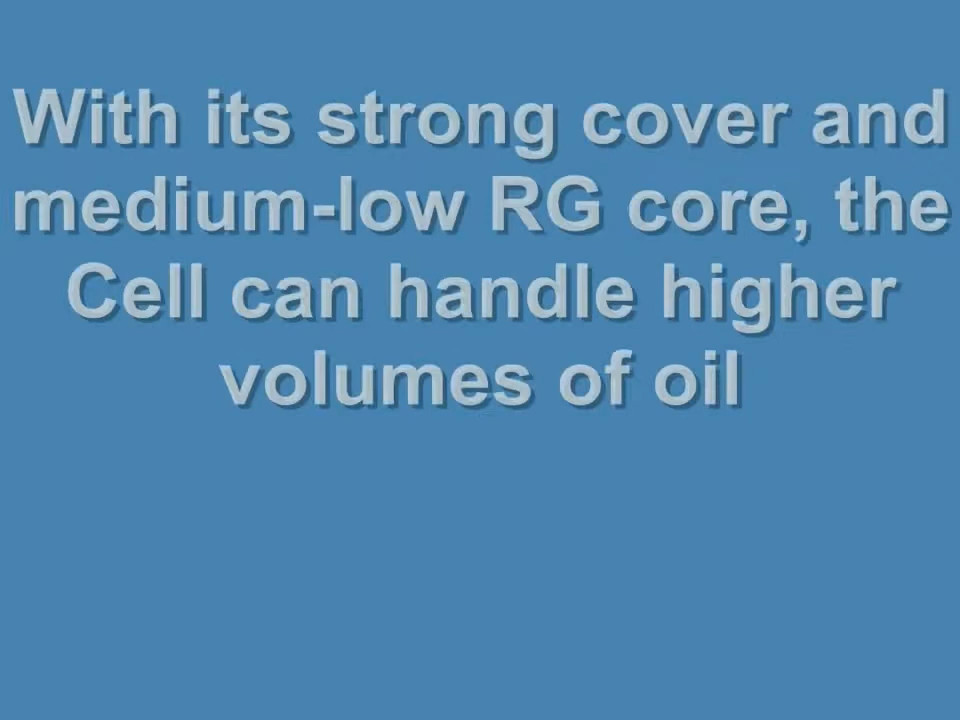 With its strong cover and
medium-low RG core, the
Cell can handle higher
volumes of oil